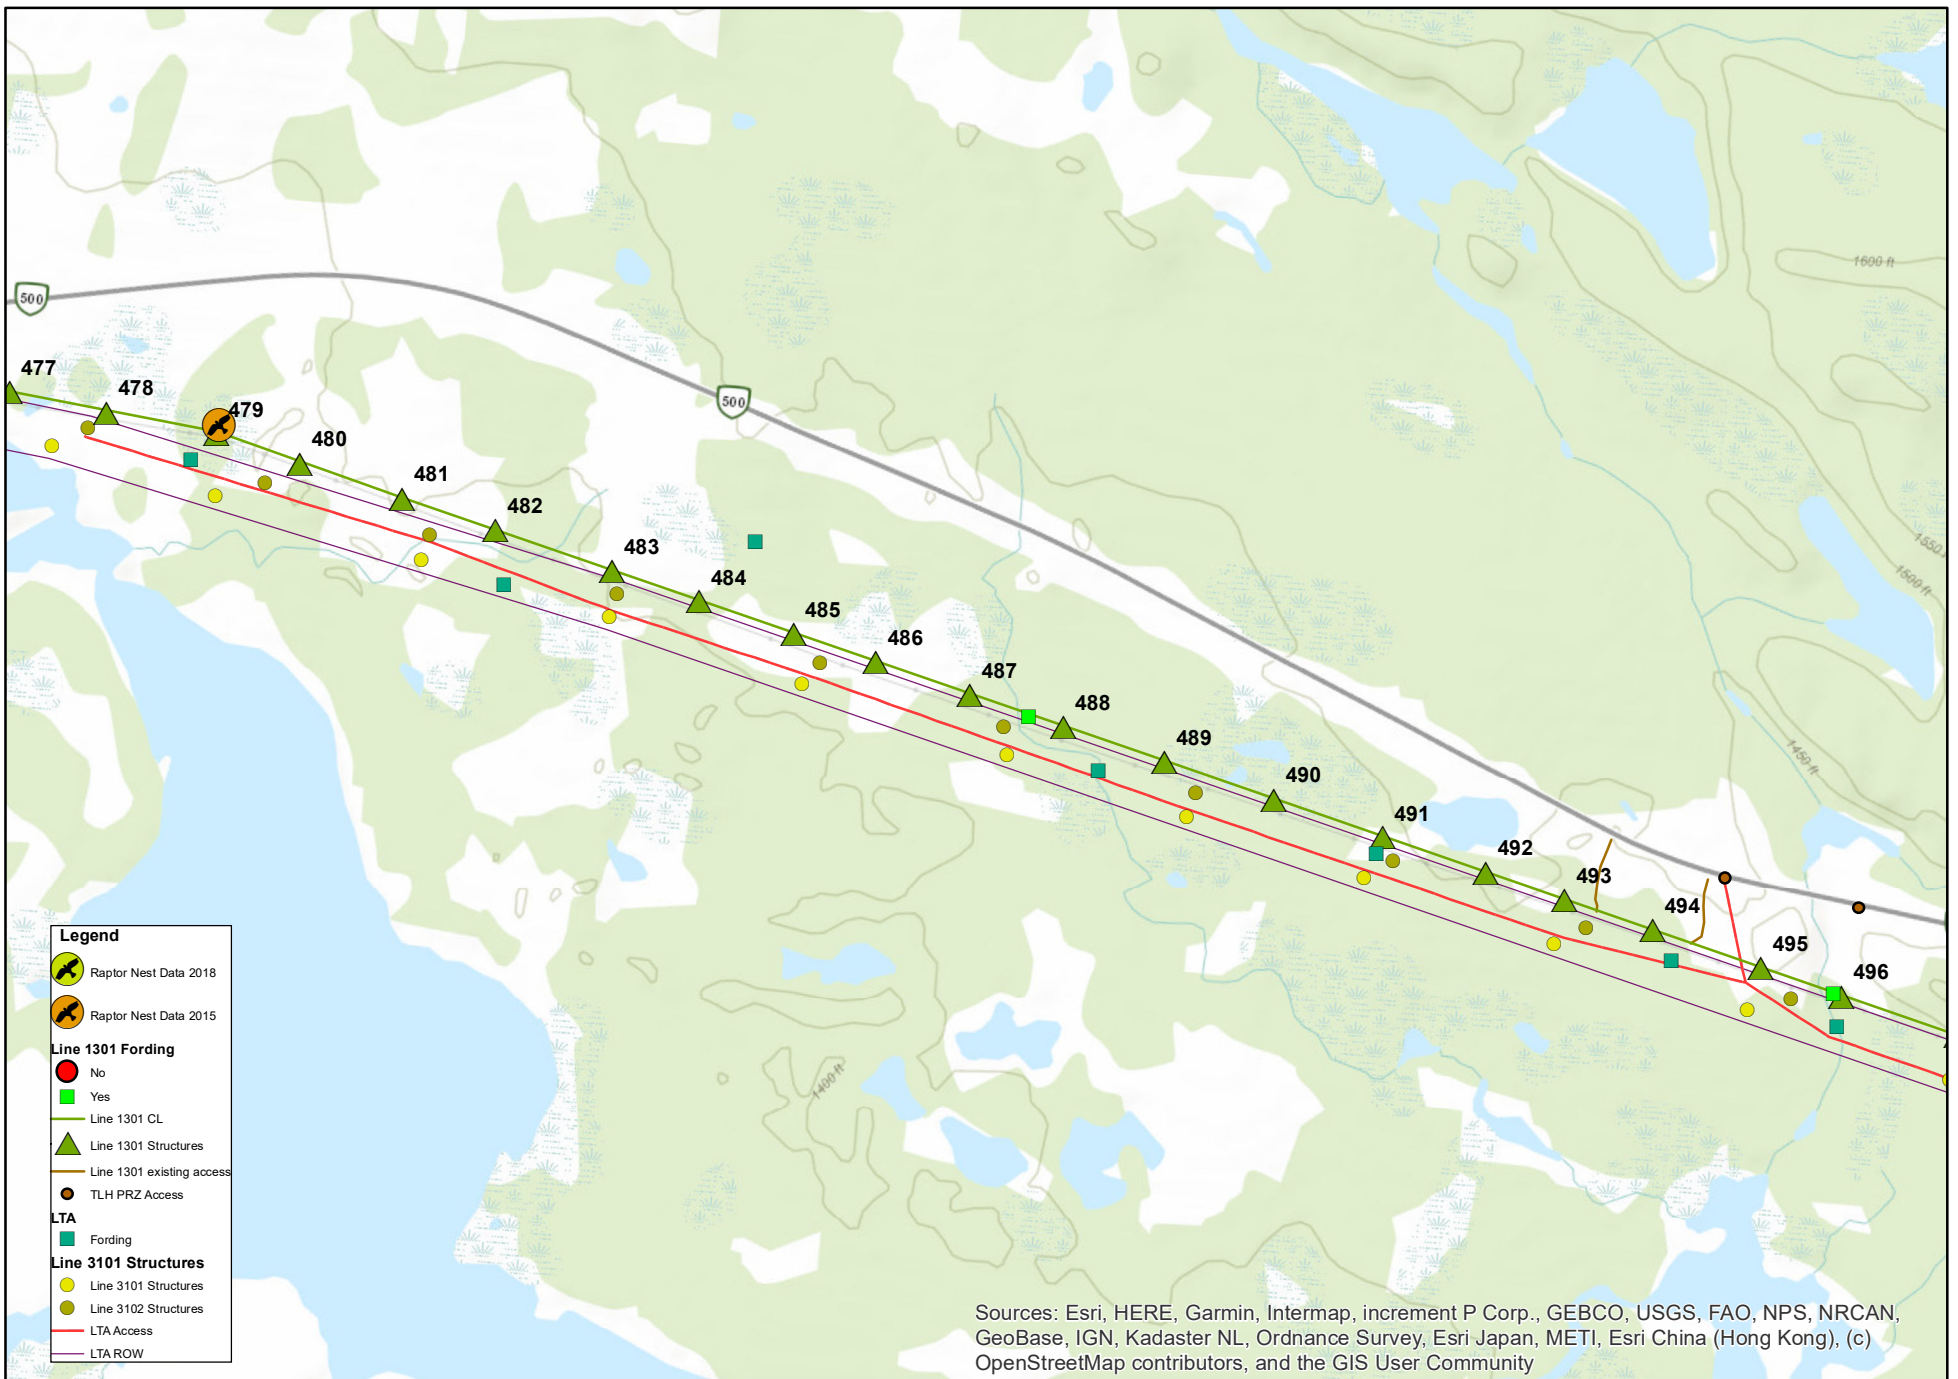 1600 ft
500
477
478
479
480
481
482
483
484
485
486
487
488
489
490
491
492
493
494
495
496
500
1550 ft
1500 ft
1450 ft
1400 ft
Legend
Raptor Nest Data 2018
Raptor Nest Data 2015
Line 1301 Fording
No
Yes
Line 1301 CL
Line 1301 Structures
Line 1301 existing access
TLH PRZ Access
LTA
Fording
Line 3101 Structures
Line 3101 Structures
Line 3102 Structures
LTA Access
LTA ROW
Sources: Esri, HERE, Garmin, Intermap, increment P Corp., GEBCO, USGS, FAO, NPS, NRCAN,
GeoBase, IGN, Kadaster NL, Ordnance Survey, Esri Japan, METI, Esri China (Hong Kong), (c)
OpenStreetMap contributors, and the GIS User Community